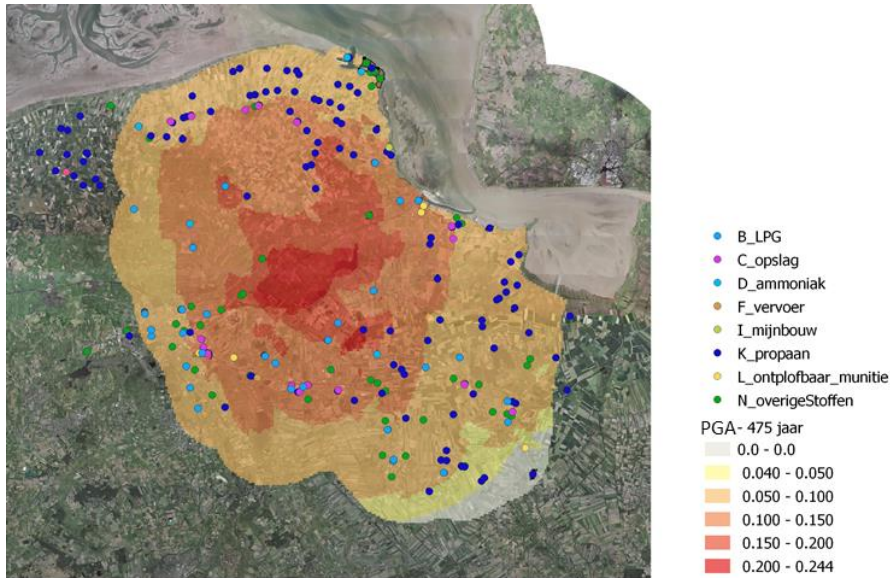 B_LPG
C_opslag
D_ammoniak
F_vervoer
I_mijnbouw
K_propaan
L_ontplofbaar_munitie
N_overigeStoffen
PGA- 475 jaar
0.0 - 0.0
0.040 - 0.050
0.050 - 0.100
0.100 - 0.150
0.150 - 0.200
0.200 - 0.244